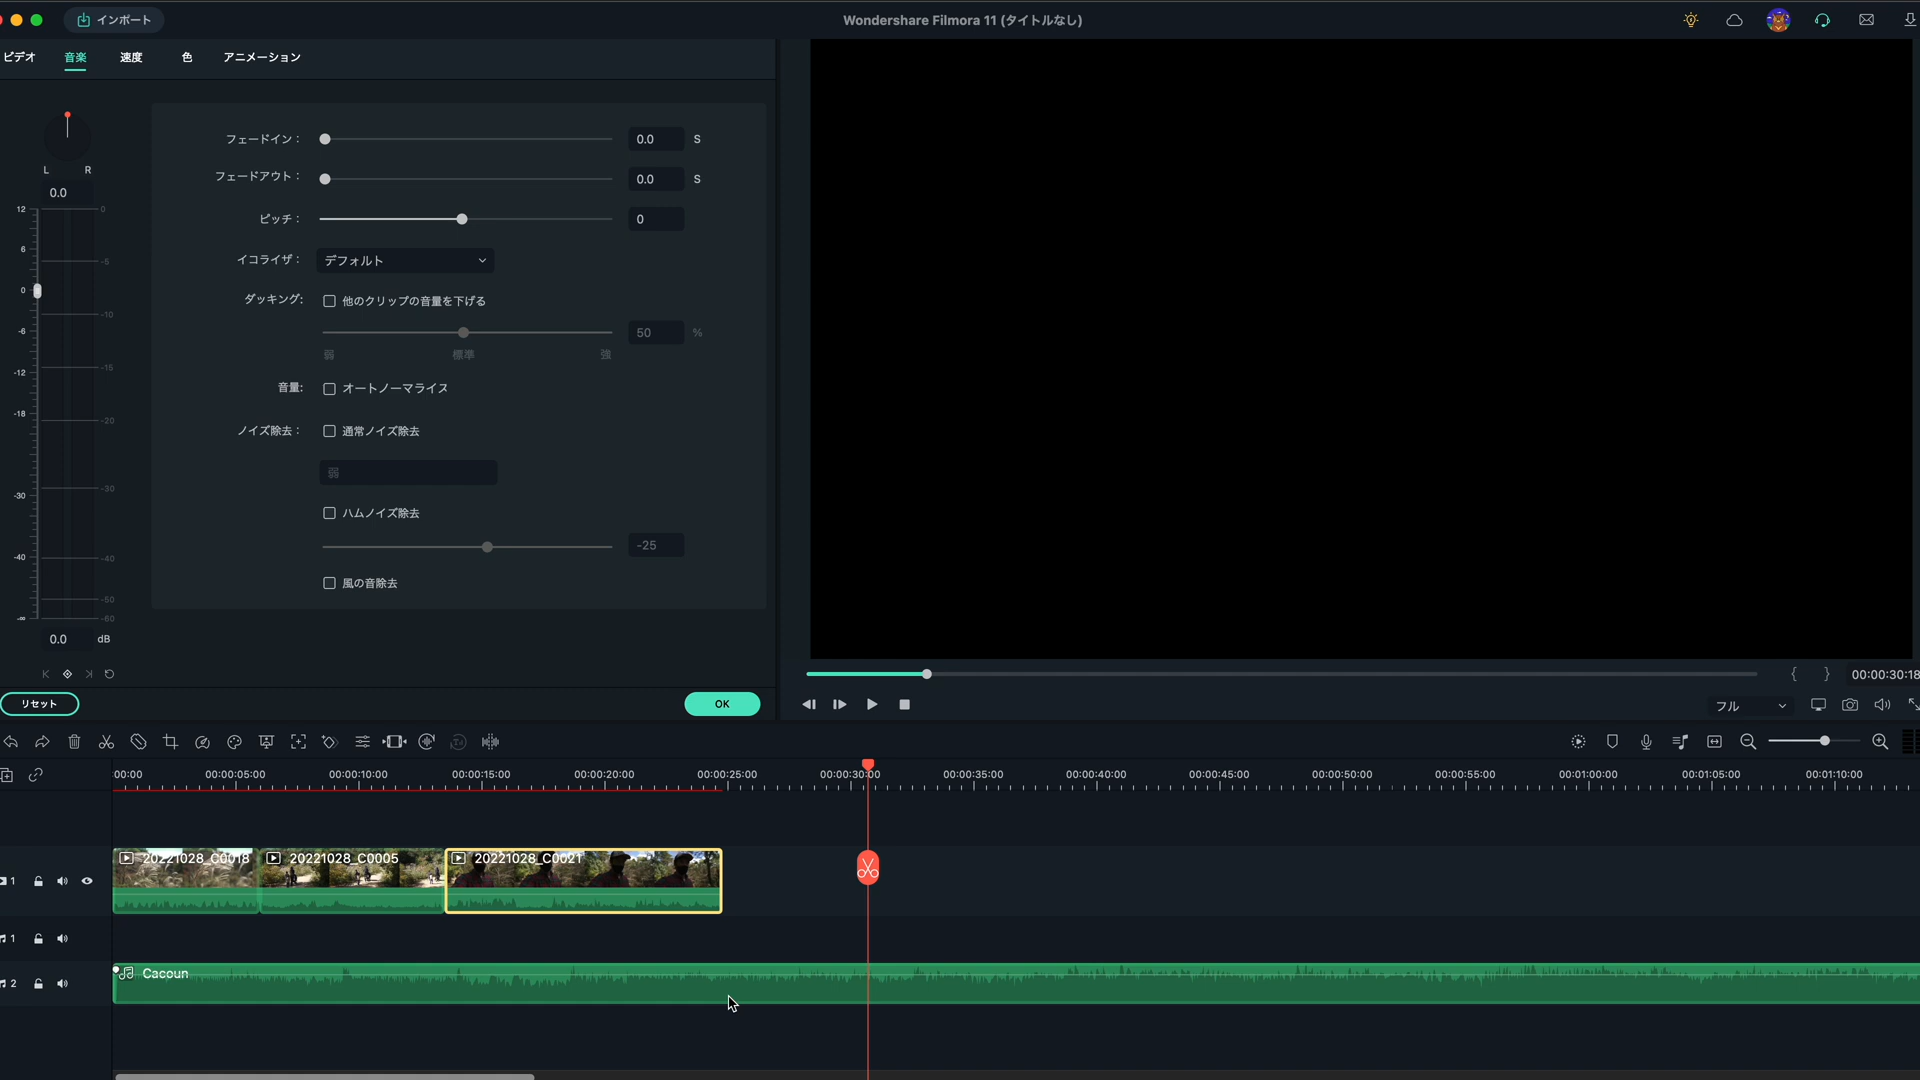 インポート
Wondershare Filmora 11 (タイトルなし)
ビデオ 音楽 速度 色 アニメーション
L R
0.0
12 0
6 -5
0 -10
-6
-12 -15
-18 -20
-30 -30
-40 -40
-50
-∞ -60
0.0 dB
フェードイン： 0.0 S
フェードアウト： 0.0 S
ピッチ： 0
イコライザ： デフォルト
ダッキング: 他のクリップの音量を下げる
50 %
弱 標準 強
音量: オートノーマライズ
ノイズ除去： 通常ノイズ除去
弱
ハムノイズ除去
-25
風の音除去
リセット OK
{ } 00:00:30:18
フル
:00:00 00:00:05:00 00:00:10:00 00:00:15:00 00:00:20:00 00:00:25:00 00:00:30:00 00:00:35:00 00:00:40:00 00:00:45:00 00:00:50:00 00:00:55:00 00:01:00:00 00:01:05:00 00:01:10:00
20221028_C0018 20221028_C0005 20221028_C0021
1
1
Cacoun
2